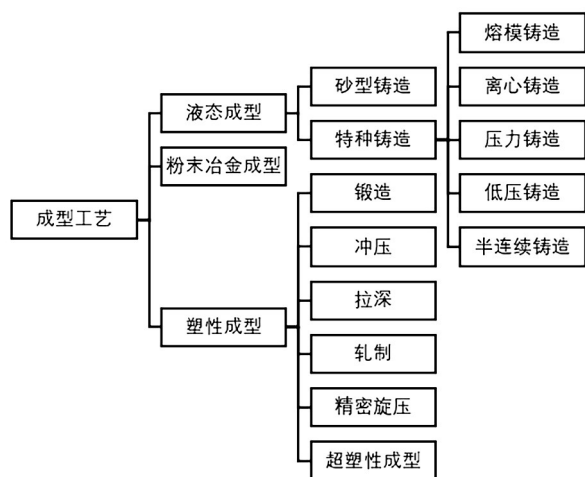 成型工艺
液态成型
粉末冶金成型
塑性成型
砂型铸造
特种铸造
锻造
冲压
拉深
轧制
精密旋压
超塑性成型
熔模铸造
离心铸造
压力铸造
低压铸造
半连续铸造